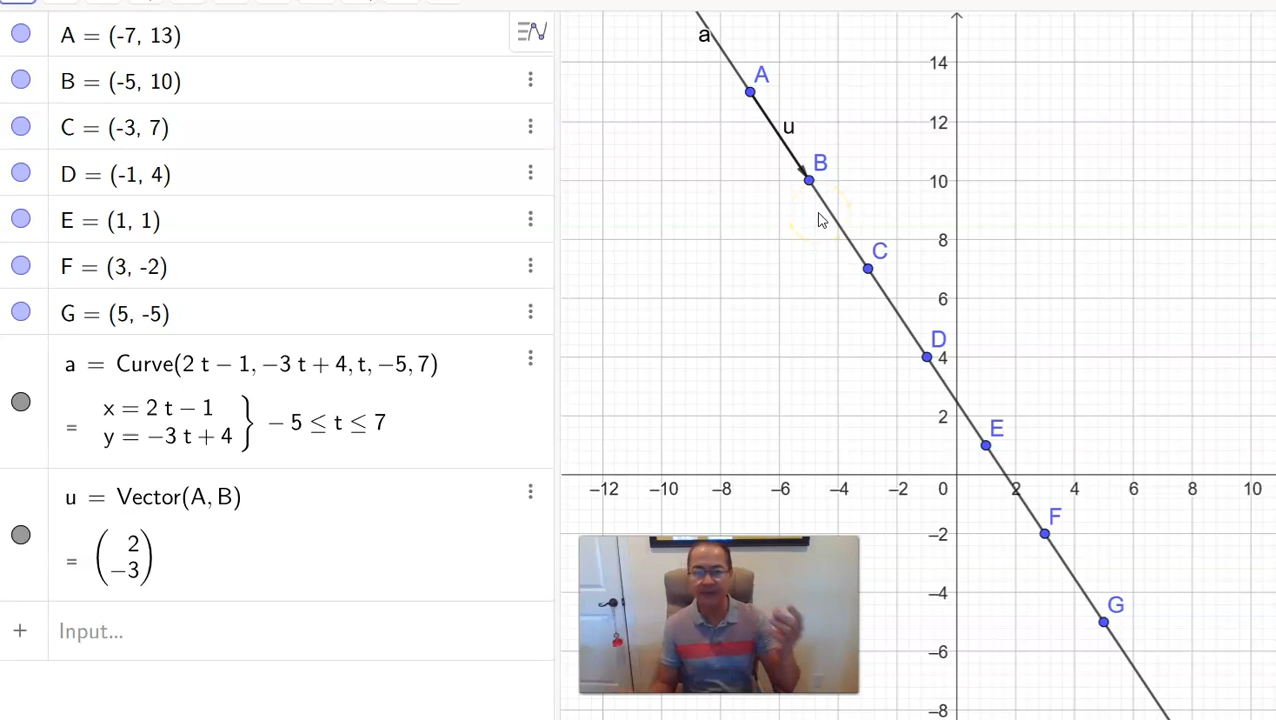 A = (-7, 13)
B = (-5, 10)
C = (-3, 7)
D = (-1, 4)
E = (1, 1)
F = (3, -2)
G = (5, -5)
a = Curve(2 t − 1, −3 t + 4, t, −5, 7)
= x = 2 t − 1
y = −3 t + 4 } − 5 ≤ t ≤ 7
u = Vector(A, B)
= ( 2
−3 )
+ Input...
a
A
u
B
C
D
E
F
G
14
12
10
8
6
4
2
−12 −10 −8 −6 −4 −2 0 2 4 6 8 10
−2
−4
−6
−8